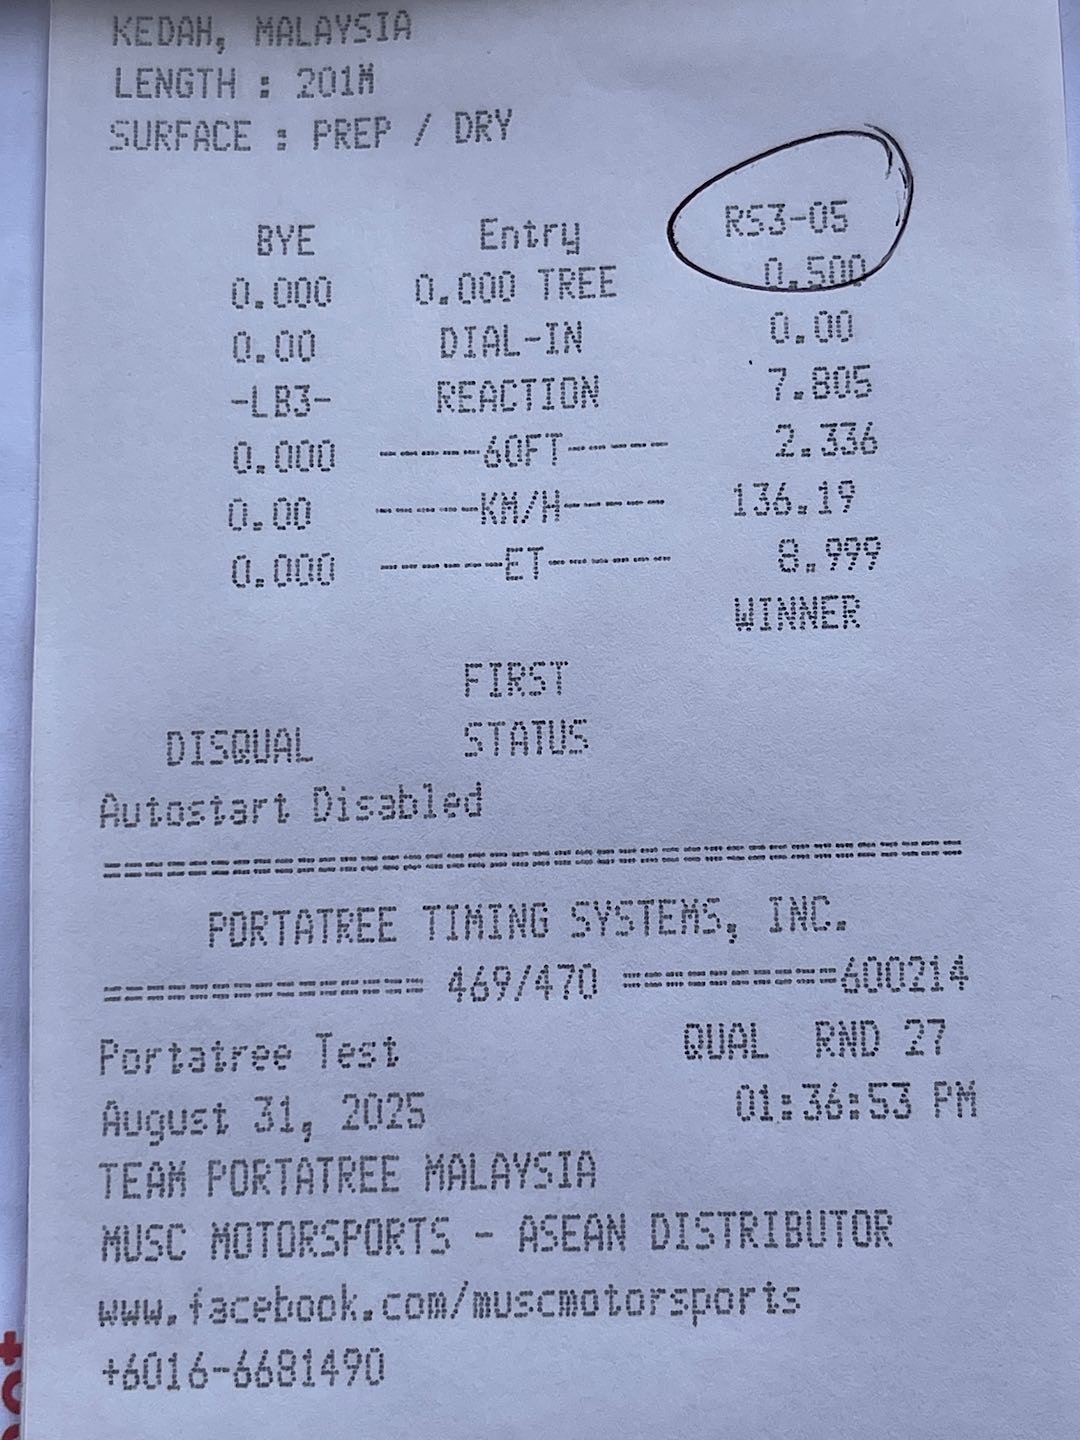 KEDAH, MALAYSIA
LENGTH : 201M
SURFACE : PREP / DRY
BYE Entry RS3-05
0.000 0.000 TREE 0.500
0.00 DIAL-IN 0.00
-LB3- REACTION 7.805
0.000 -----60FT----- 2.336
0.00 -----KM/H----- 136.19
0.000 ------ET------ 8.999
WINNER
FIRST
DISQUAL STATUS
Autostart Disabled
========================================
PORTATREE TIMING SYSTEMS, INC.
=============== 469/470 ==========600214
Portatree Test QUAL RND 27
August 31, 2025 01:36:53 PM
TEAM PORTATREE MALAYSIA
MUSC MOTORSPORTS - ASEAN DISTRIBUTOR
www.facebook.com/muscmotorsports
+6016-6681490